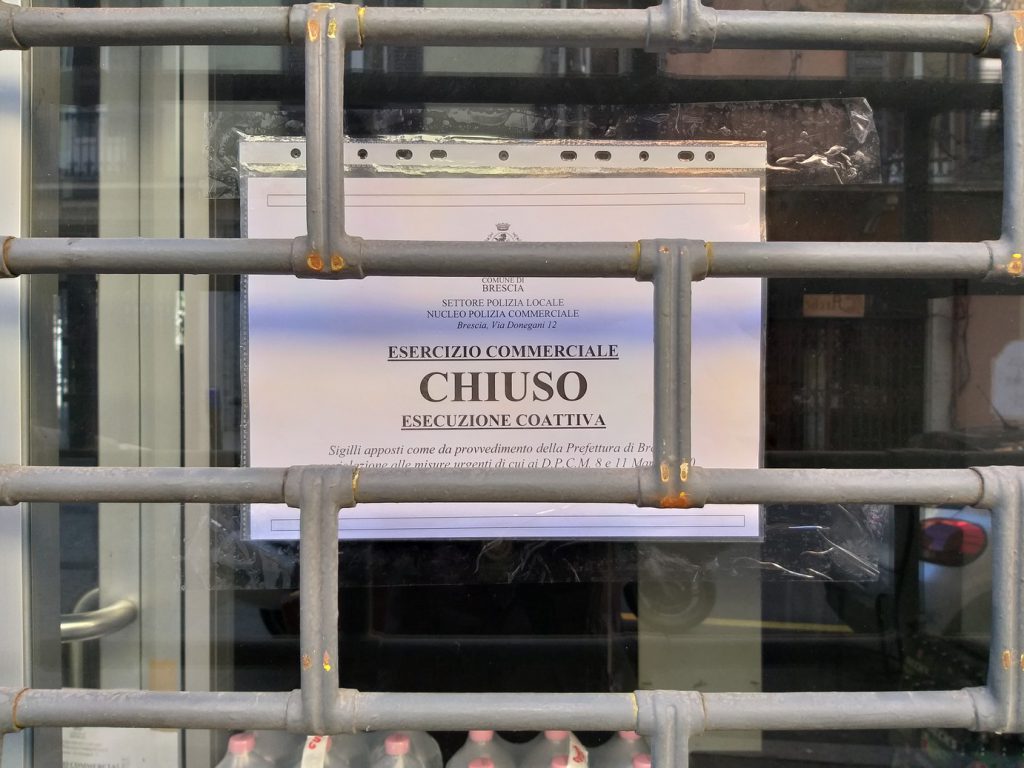 COMUNE DI
BRESCIA
SETTORE POLIZIA LOCALE
NUCLEO POLIZIA COMMERCIALE
Brescia, Via Donegani 12
ESERCIZIO COMMERCIALE
CHIUSO
ESECUZIONE COATTIVA
Sigilli apposti come da provvedimento della Prefettura di
alle misure urgenti di cui ai D.P.C.M. 8 e 11